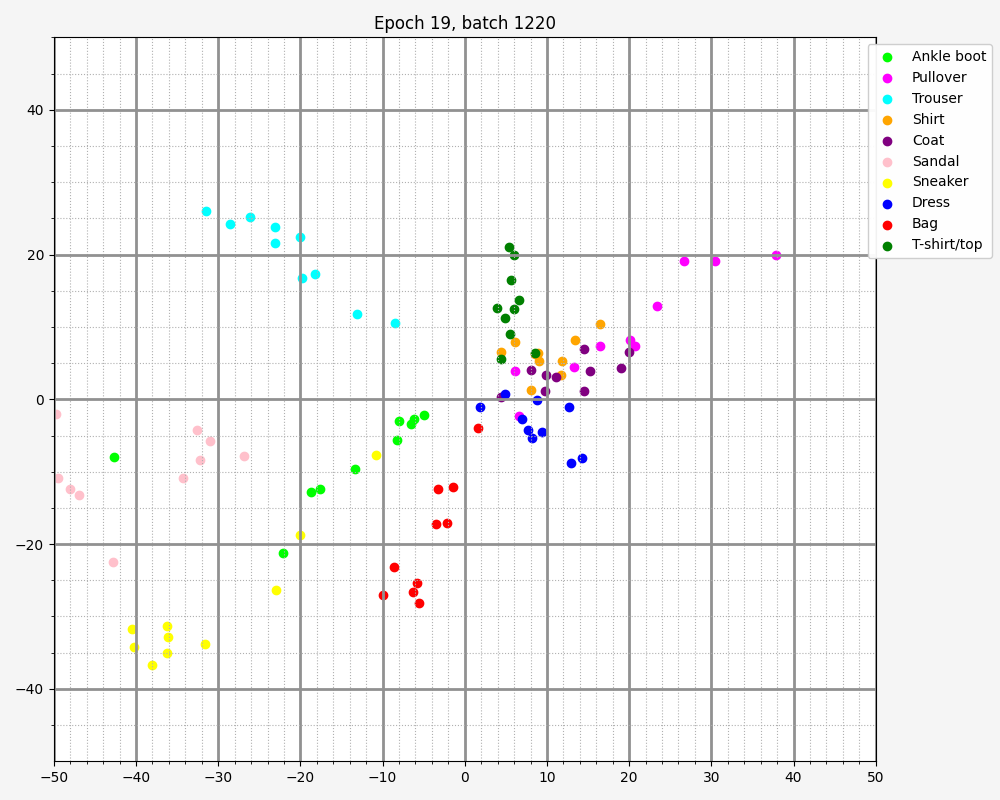 Epoch 19, batch 1220
Ankle boot
Pullover
Trouser
Shirt
Coat
Sandal
Sneaker
Dress
Bag
T-shirt/top
40
20
0
−20
−40
−50 −40 −30 −20 −10 0 10 20 30 40 50